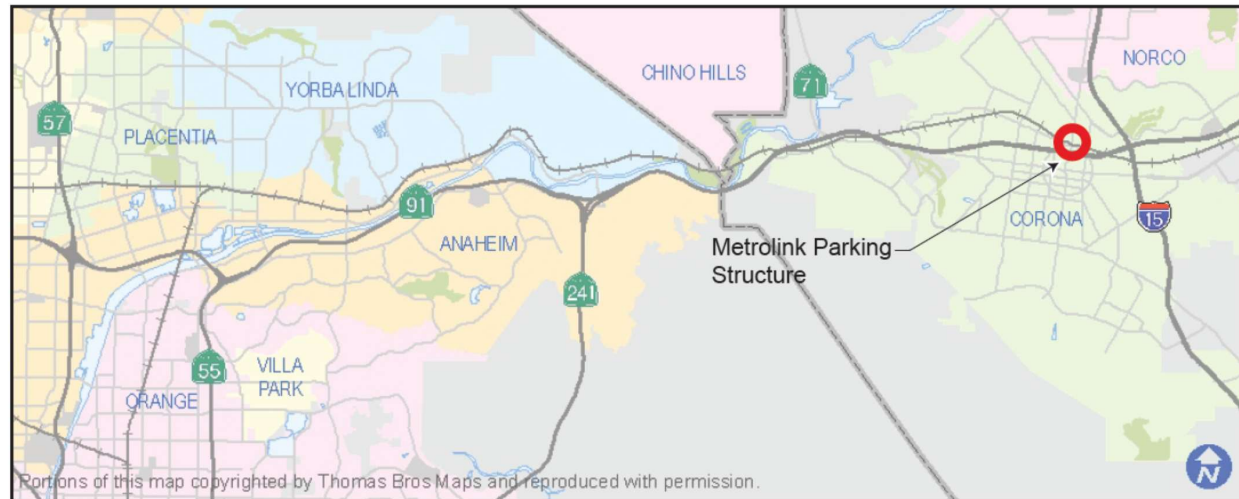 CHINO HILLS
NORCO
71
YORBA LINDA
57
PLACENTIA
91
ANAHEIM
CORONA
15
Metrolink Parking
Structure
241
55
VILLA
PARK
ORANGE
Portions of this map copyrighted by Thomas Bros Maps and reproduced with permission.
N